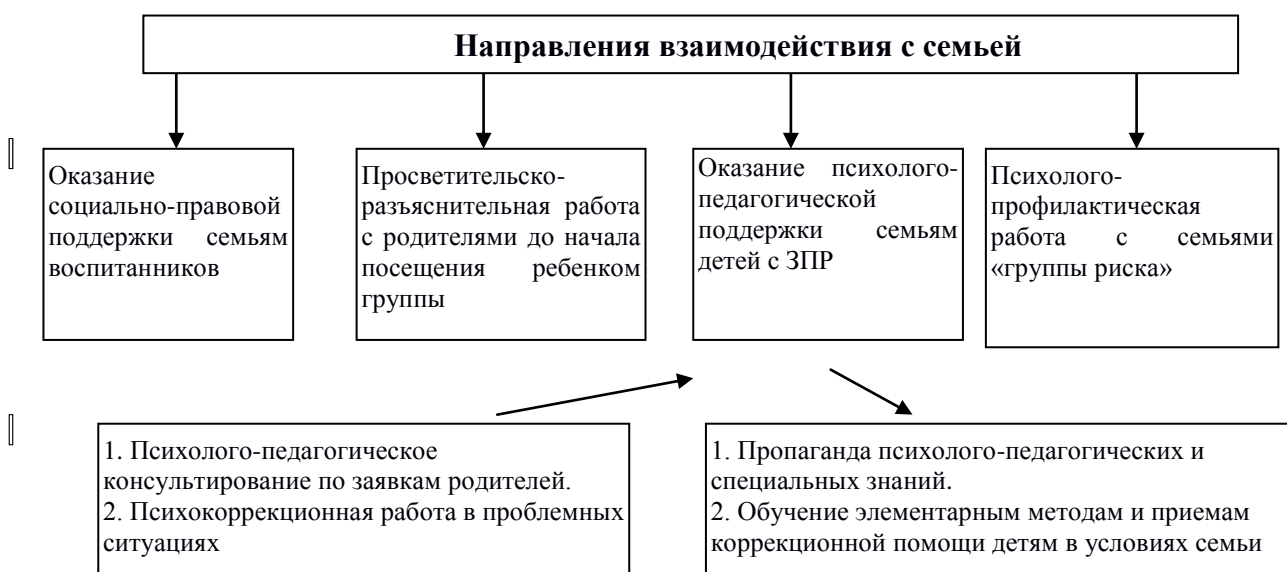 Направления взаимодействия с семьей
Оказание
социально-правовой
поддержки семьям
воспитанников
Просветительско-
разъяснительная работа
с родителями до начала
посещения ребенком
группы
Оказание психолого-
педагогической
поддержки семьям
детей с ЗПР
Психолого-
профилактическая
работа с семьями
«группы риска»
1. Психолого-педагогическое
консультирование по заявкам родителей.
2. Психокоррекционная работа в проблемных
ситуациях
1. Пропаганда психолого-педагогических и
специальных знаний.
2. Обучение элементарным методам и приемам
коррекционной помощи детям в условиях семьи